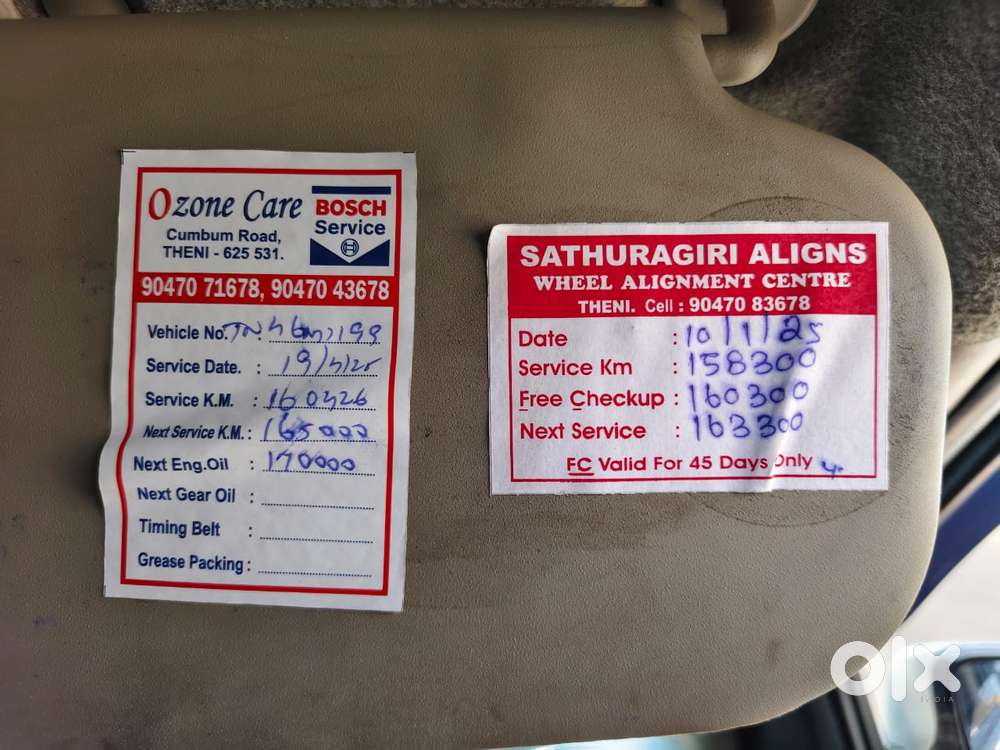 Ozone Care
BOSCH
Service
Cumbum Road,
THENI - 625 531.
90470 71678, 90470 43678
Vehicle No. :
Service Date. : 19/4/25
Service K.M. : 160426
Next Service K.M. : 165000
Next Eng.Oil : 170000
Next Gear Oil :
Timing Belt :
Grease Packing :
SATHURAGIRI ALIGNS
WHEEL ALIGNMENT CENTRE
THENI. Cell : 90470 83678
Date : 10/1/25
Service Km : 158300
Free Checkup : 160300
Next Service : 163300
FC Valid For 45 Days Only
olx
INDIA